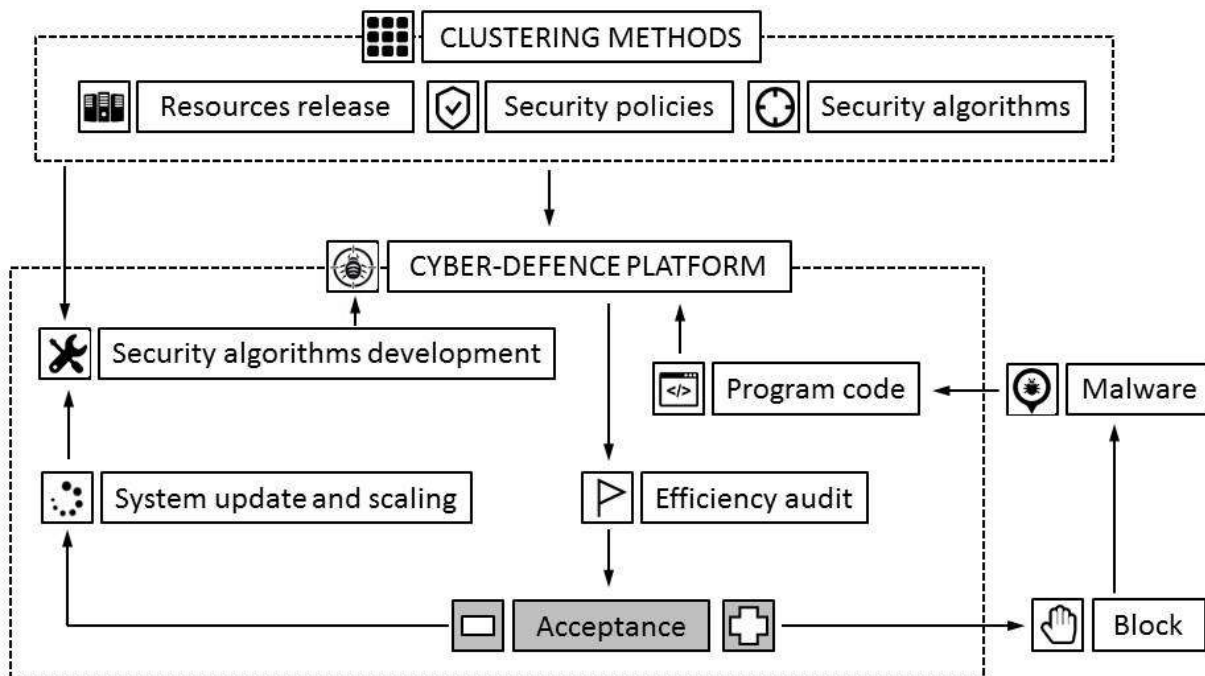 CLUSTERING METHODS
Resources release
Security policies
Security algorithms
CYBER-DEFENCE PLATFORM
Security algorithms development
</> Program code
Malware
System update and scaling
Efficiency audit
Acceptance
Block